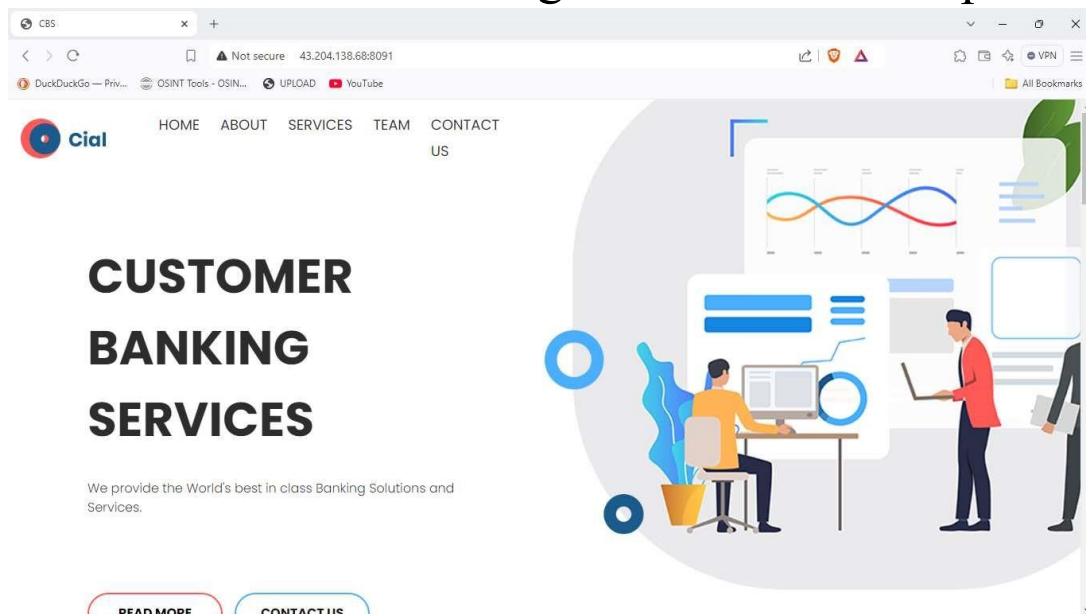 CBS
Not secure 43.204.138.68:8091
VPN
DuckDuckGo — Priv...
OSINT Tools - OSIN...
UPLOAD
YouTube
All Bookmarks
Cial
HOME
ABOUT
SERVICES
TEAM
CONTACT
US
CUSTOMER
BANKING
SERVICES
We provide the World's best in class Banking Solutions and
Services.
READ MORE
CONTACT US